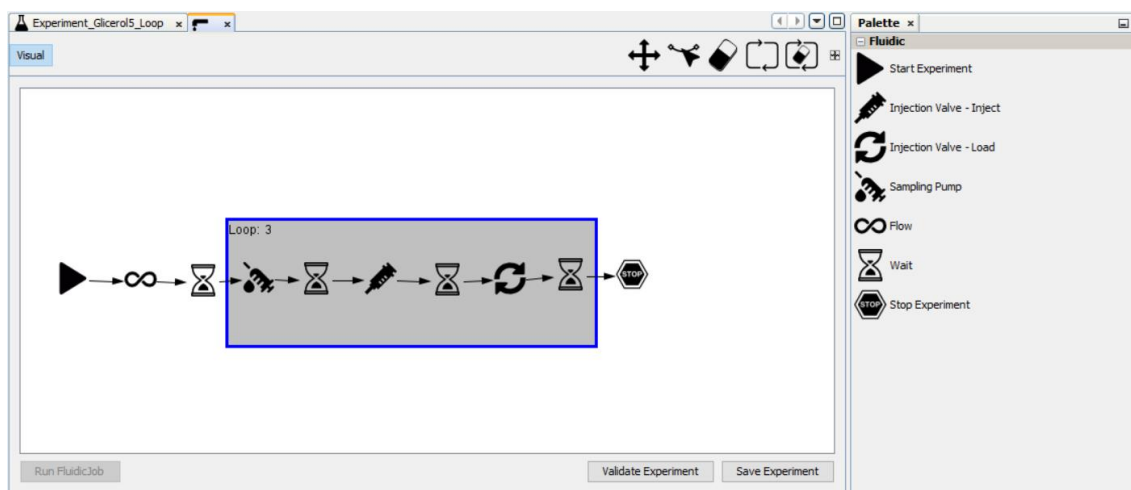 Experiment_Glicerol5_Loop
Visual
Loop: 3
STOP
Run FluidicJob
Validate Experiment
Save Experiment
Palette
Fluidic
Start Experiment
Injection Valve - Inject
Injection Valve - Load
Sampling Pump
Flow
Wait
STOP
Stop Experiment